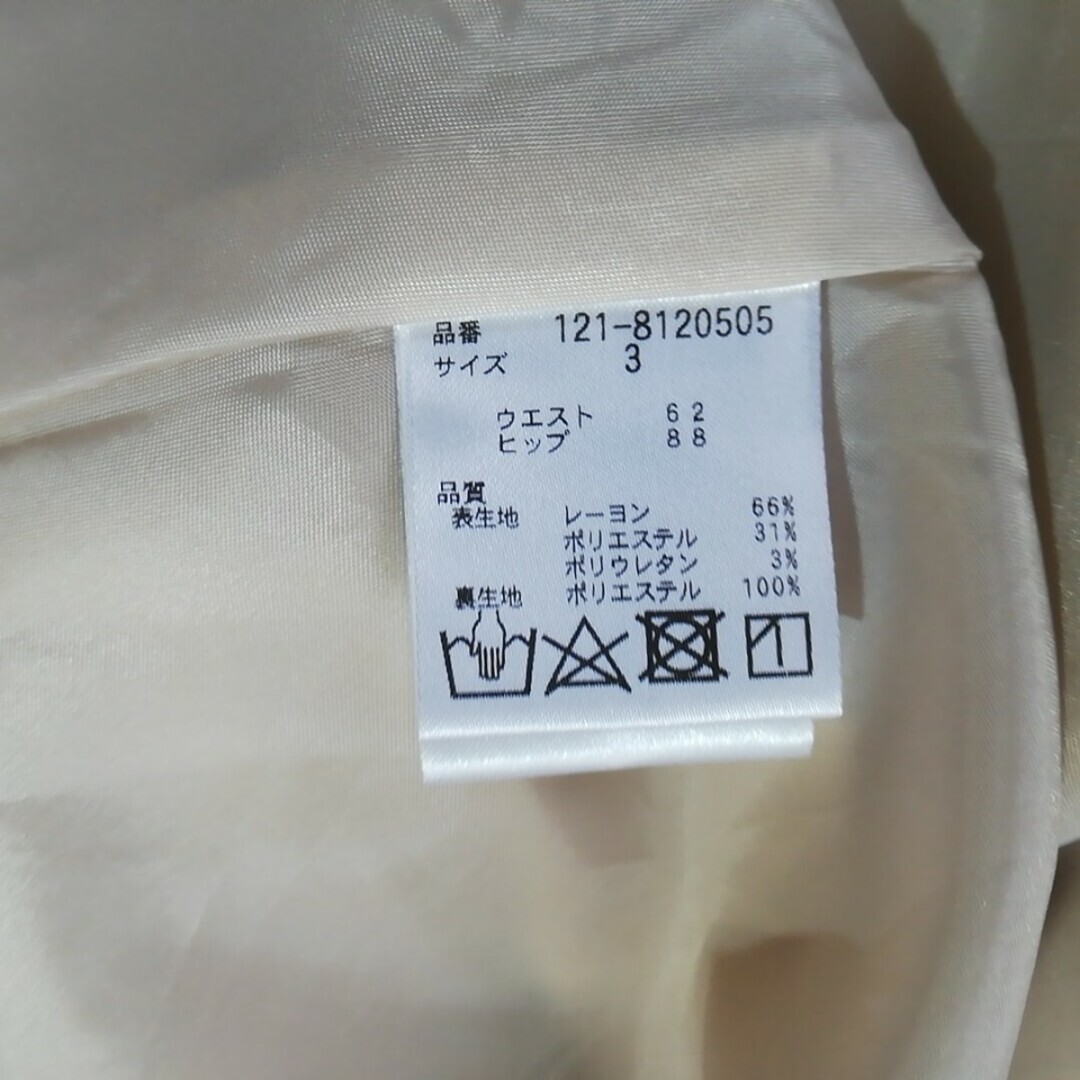 品番 121-8120505
サイズ 3
ウエスト 62
ヒップ 88
品質
表生地 レーヨン 66%
ポリエステル 31%
ポリウレタン 3%
裏生地 ポリエステル 100%